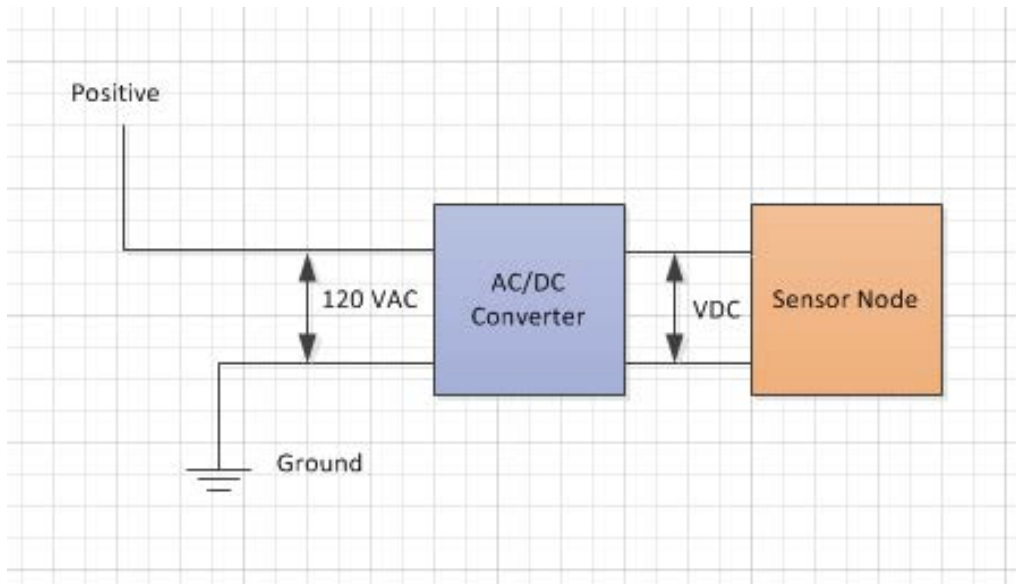 Positive
120 VAC
AC/DC
Converter
VDC
Sensor Node
Ground